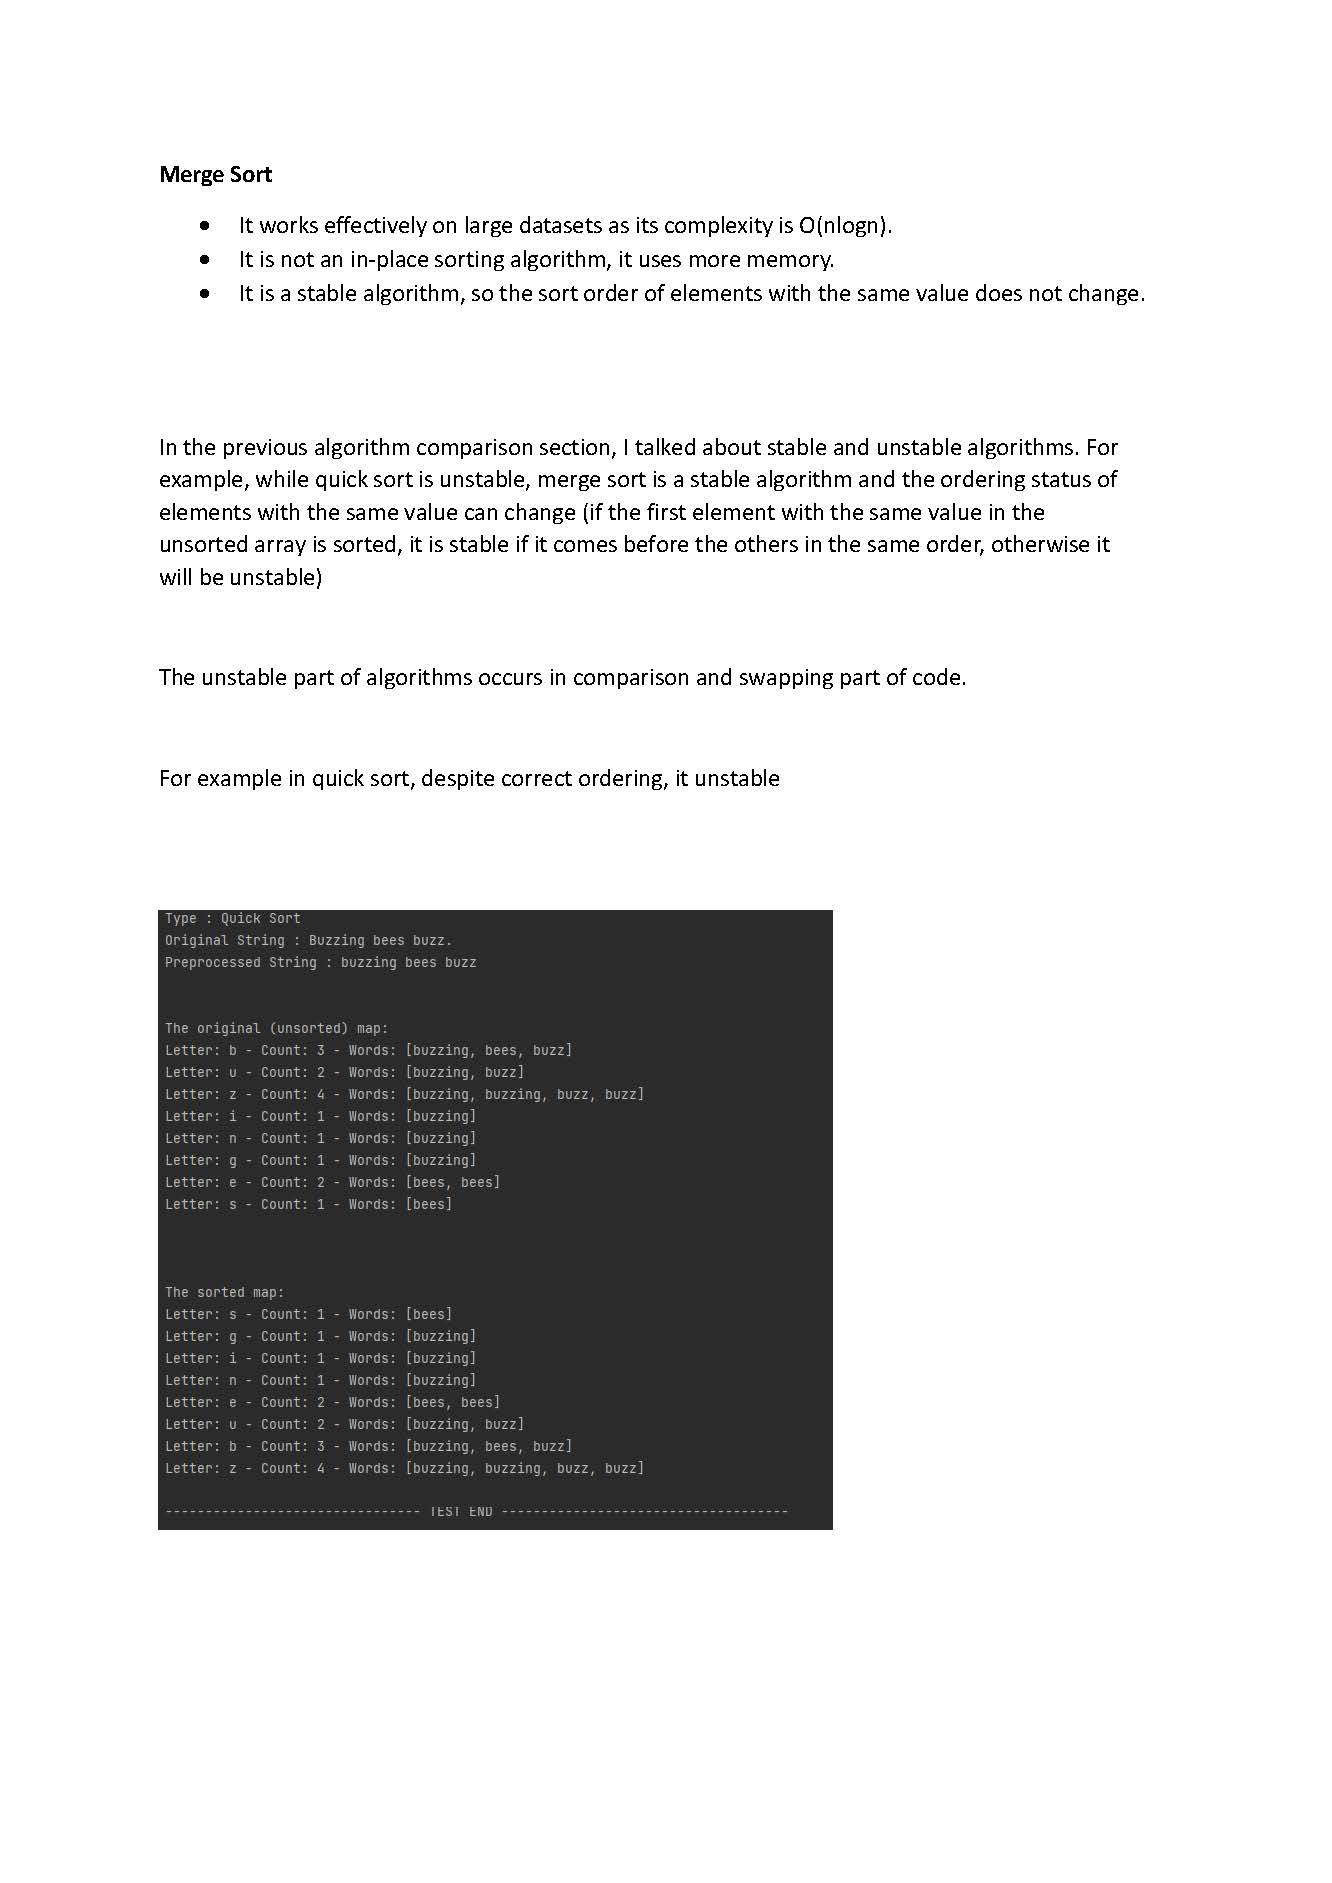 Merge Sort
• It works effectively on large datasets as its complexity is O(nlogn).
• It is not an in-place sorting algorithm, it uses more memory.
• It is a stable algorithm, so the sort order of elements with the same value does not change.
In the previous algorithm comparison section, I talked about stable and unstable algorithms. For
example, while quick sort is unstable, merge sort is a stable algorithm and the ordering status of
elements with the same value can change (if the first element with the same value in the
unsorted array is sorted, it is stable if it comes before the others in the same order, otherwise it
will be unstable)
The unstable part of algorithms occurs in comparison and swapping part of code.
For example in quick sort, despite correct ordering, it unstable
Type : Quick Sort
Original String : Buzzing bees buzz.
Preprocessed String : buzzing bees buzz
The original (unsorted) map:
Letter: b - Count: 3 - Words: [buzzing, bees, buzz]
Letter: u - Count: 2 - Words: [buzzing, buzz]
Letter: z - Count: 4 - Words: [buzzing, buzzing, buzz, buzz]
Letter: i - Count: 1 - Words: [buzzing]
Letter: n - Count: 1 - Words: [buzzing]
Letter: g - Count: 1 - Words: [buzzing]
Letter: e - Count: 2 - Words: [bees, bees]
Letter: s - Count: 1 - Words: [bees]
The sorted map:
Letter: s - Count: 1 - Words: [bees]
Letter: g - Count: 1 - Words: [buzzing]
Letter: i - Count: 1 - Words: [buzzing]
Letter: n - Count: 1 - Words: [buzzing]
Letter: e - Count: 2 - Words: [bees, bees]
Letter: u - Count: 2 - Words: [buzzing, buzz]
Letter: b - Count: 3 - Words: [buzzing, bees, buzz]
Letter: z - Count: 4 - Words: [buzzing, buzzing, buzz, buzz]
-------------------------------- TEST END ------------------------------------